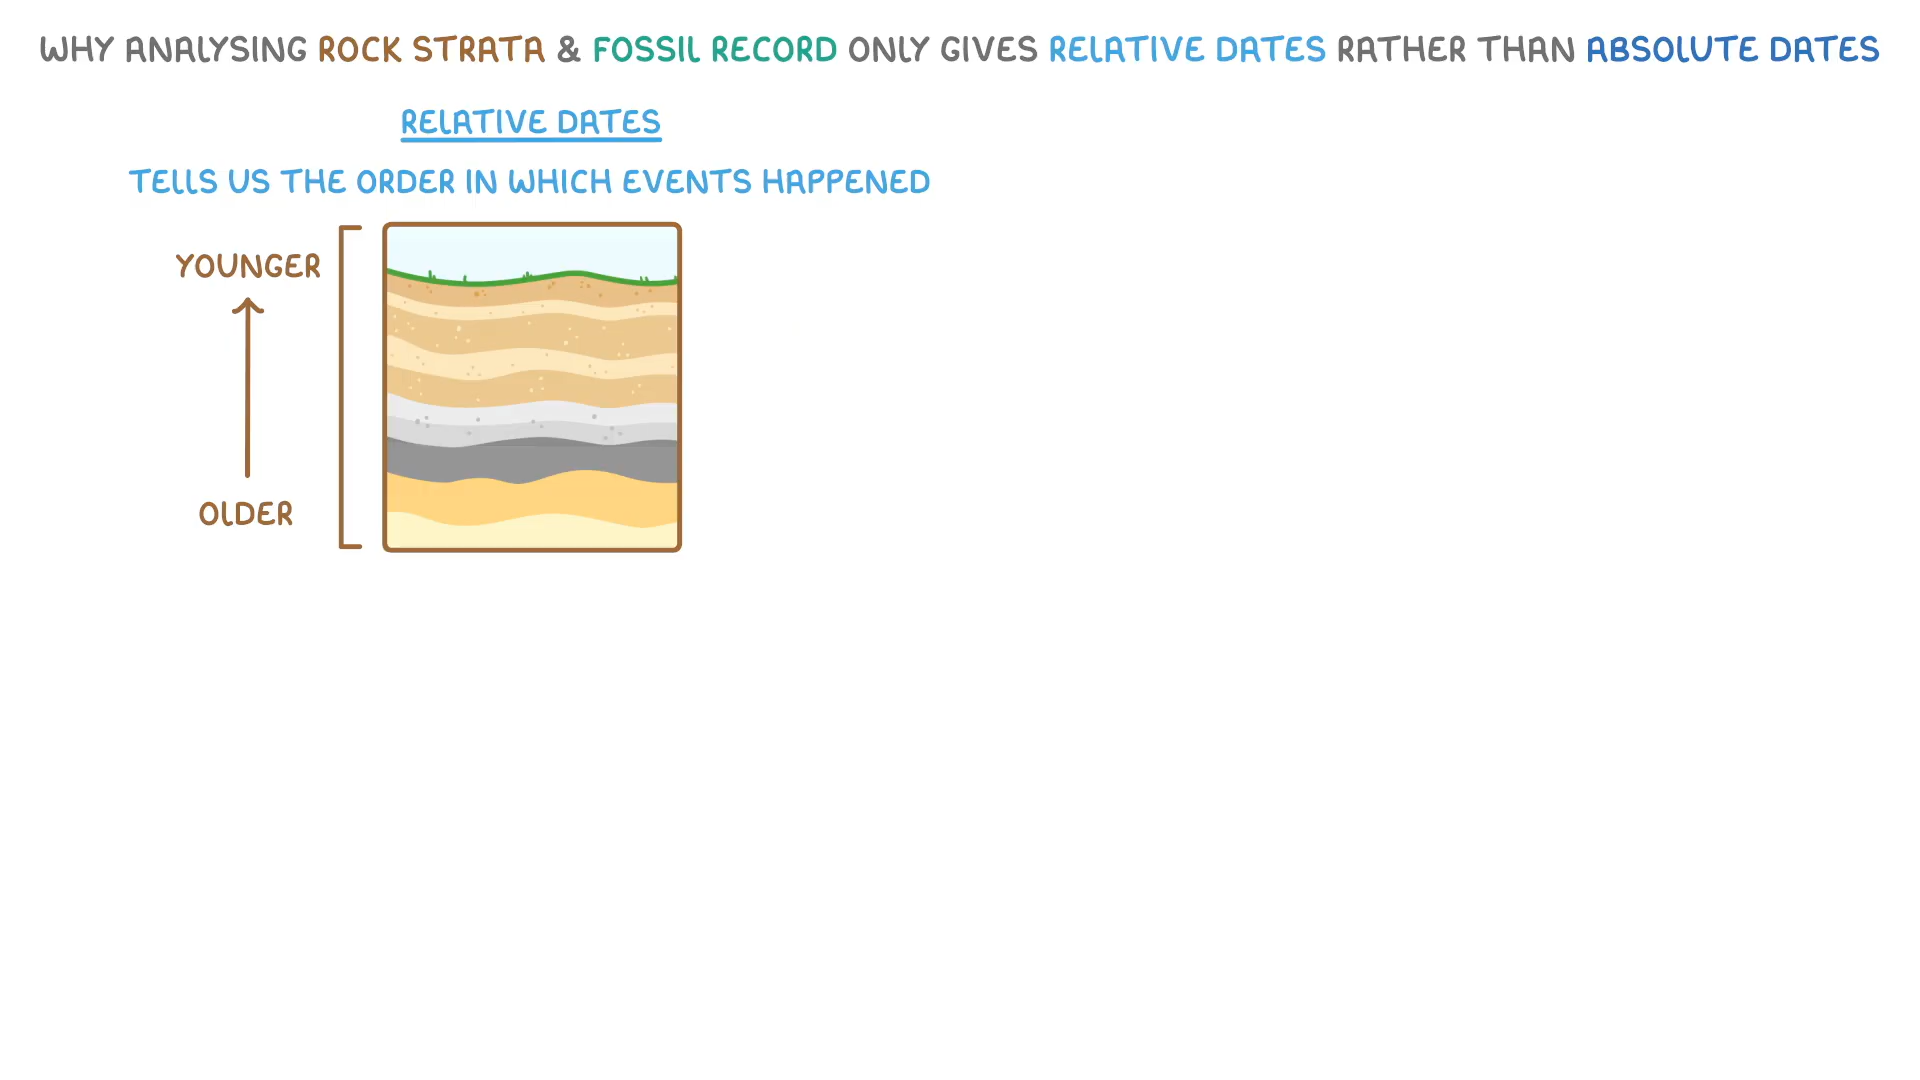 WHY ANALYSING ROCK STRATA & FOSSIL RECORD ONLY GIVES RELATIVE DATES RATHER THAN ABSOLUTE DATES
RELATIVE DATES
TELLS US THE ORDER IN WHICH EVENTS HAPPENED
YOUNGER
OLDER